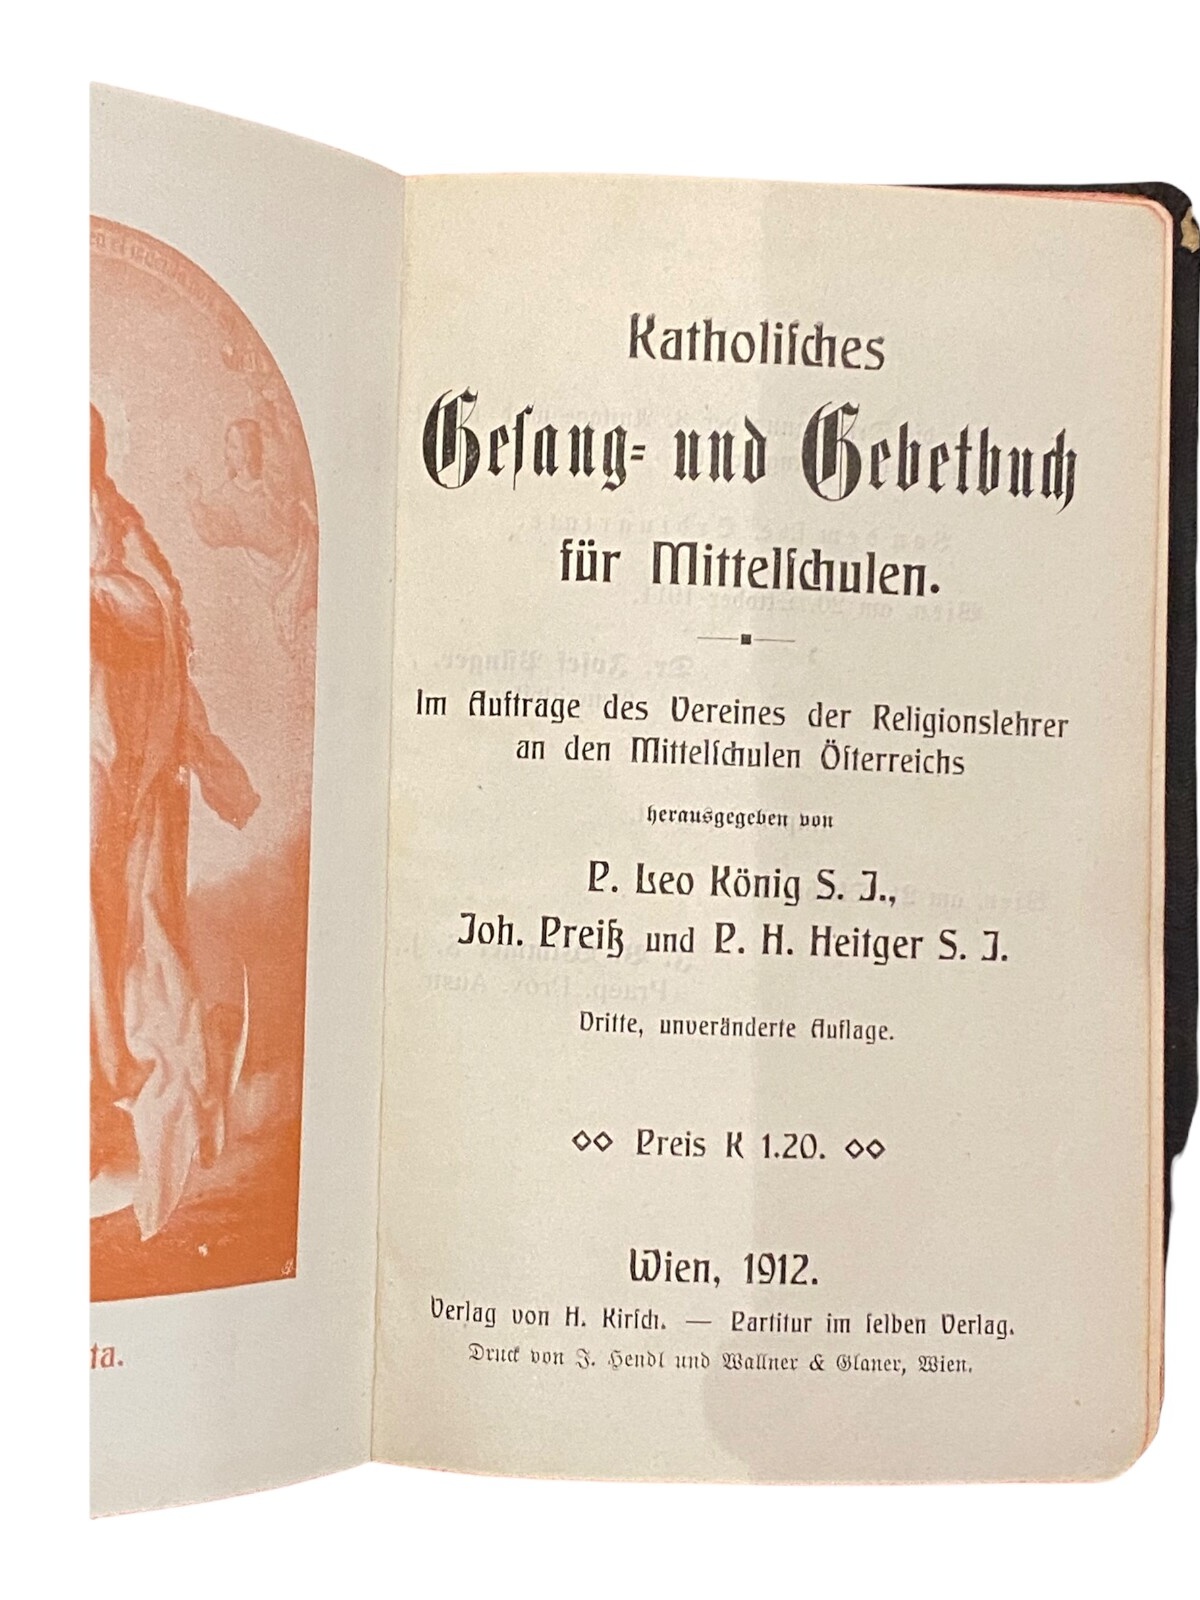 Katholiſches
Geſang- und Gebetbuch
für Mittelſchulen.
Im Auftrage des Vereines der Religionslehrer
an den Mittelſchulen Öſterreichs
herausgegeben von
P. Leo König S. J.,
Joh. Preiß und P. H. Heitger S. J.
Dritte, unveränderte Auflage.
Preis K 1.20.
Wien, 1912.
Verlag von H. Kirſch. — Partitur im ſelben Verlag.
Druck von J. Hendl und Wallner & Glaner, Wien.
ta.